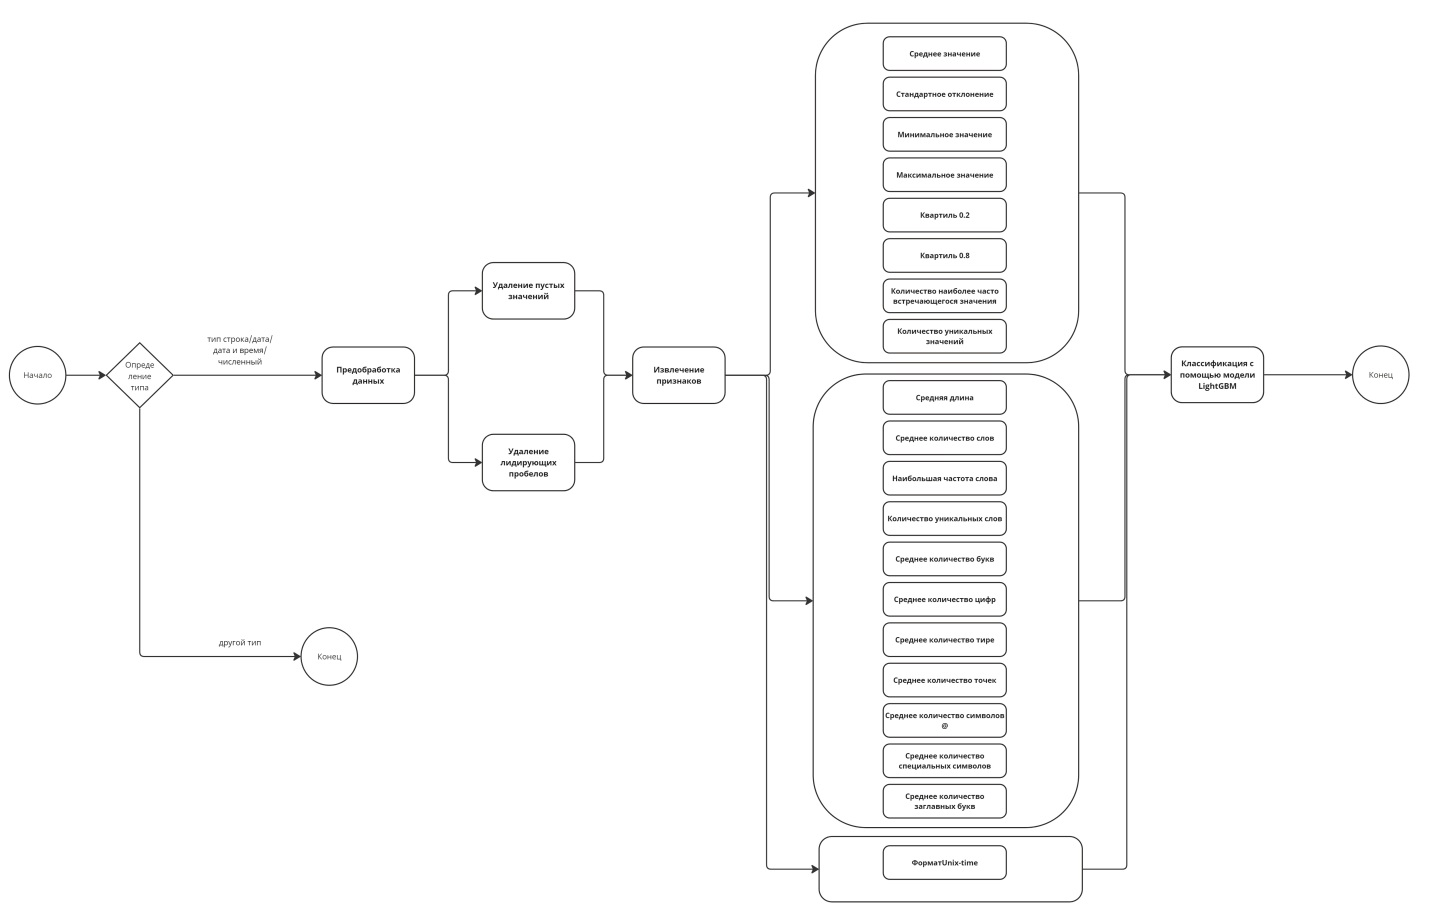 Начало
Опреде
ление
типа
тип строка/дата/
дата и время/
численный
другой тип
Конец
Предобработка
данных
Удаление пустых
значений
Удаление
лидирующих
пробелов
Извлечение
признаков
Среднее значение
Стандартное отклонение
Минимальное значение
Максимальное значение
Квартиль 0.2
Квартиль 0.8
Количество наиболее часто
встречающегося значения
Количество уникальных
значений
Средняя длина
Среднее количество слов
Наибольшая частота слова
Количество уникальных слов
Среднее количество букв
Среднее количество цифр
Среднее количество тире
Среднее количество точек
Среднее количество символов
@
Среднее количество
специальных символов
Среднее количество
заглавных букв
ФорматUnix-time
Классификация с
помощью модели
LightGBM
Конец